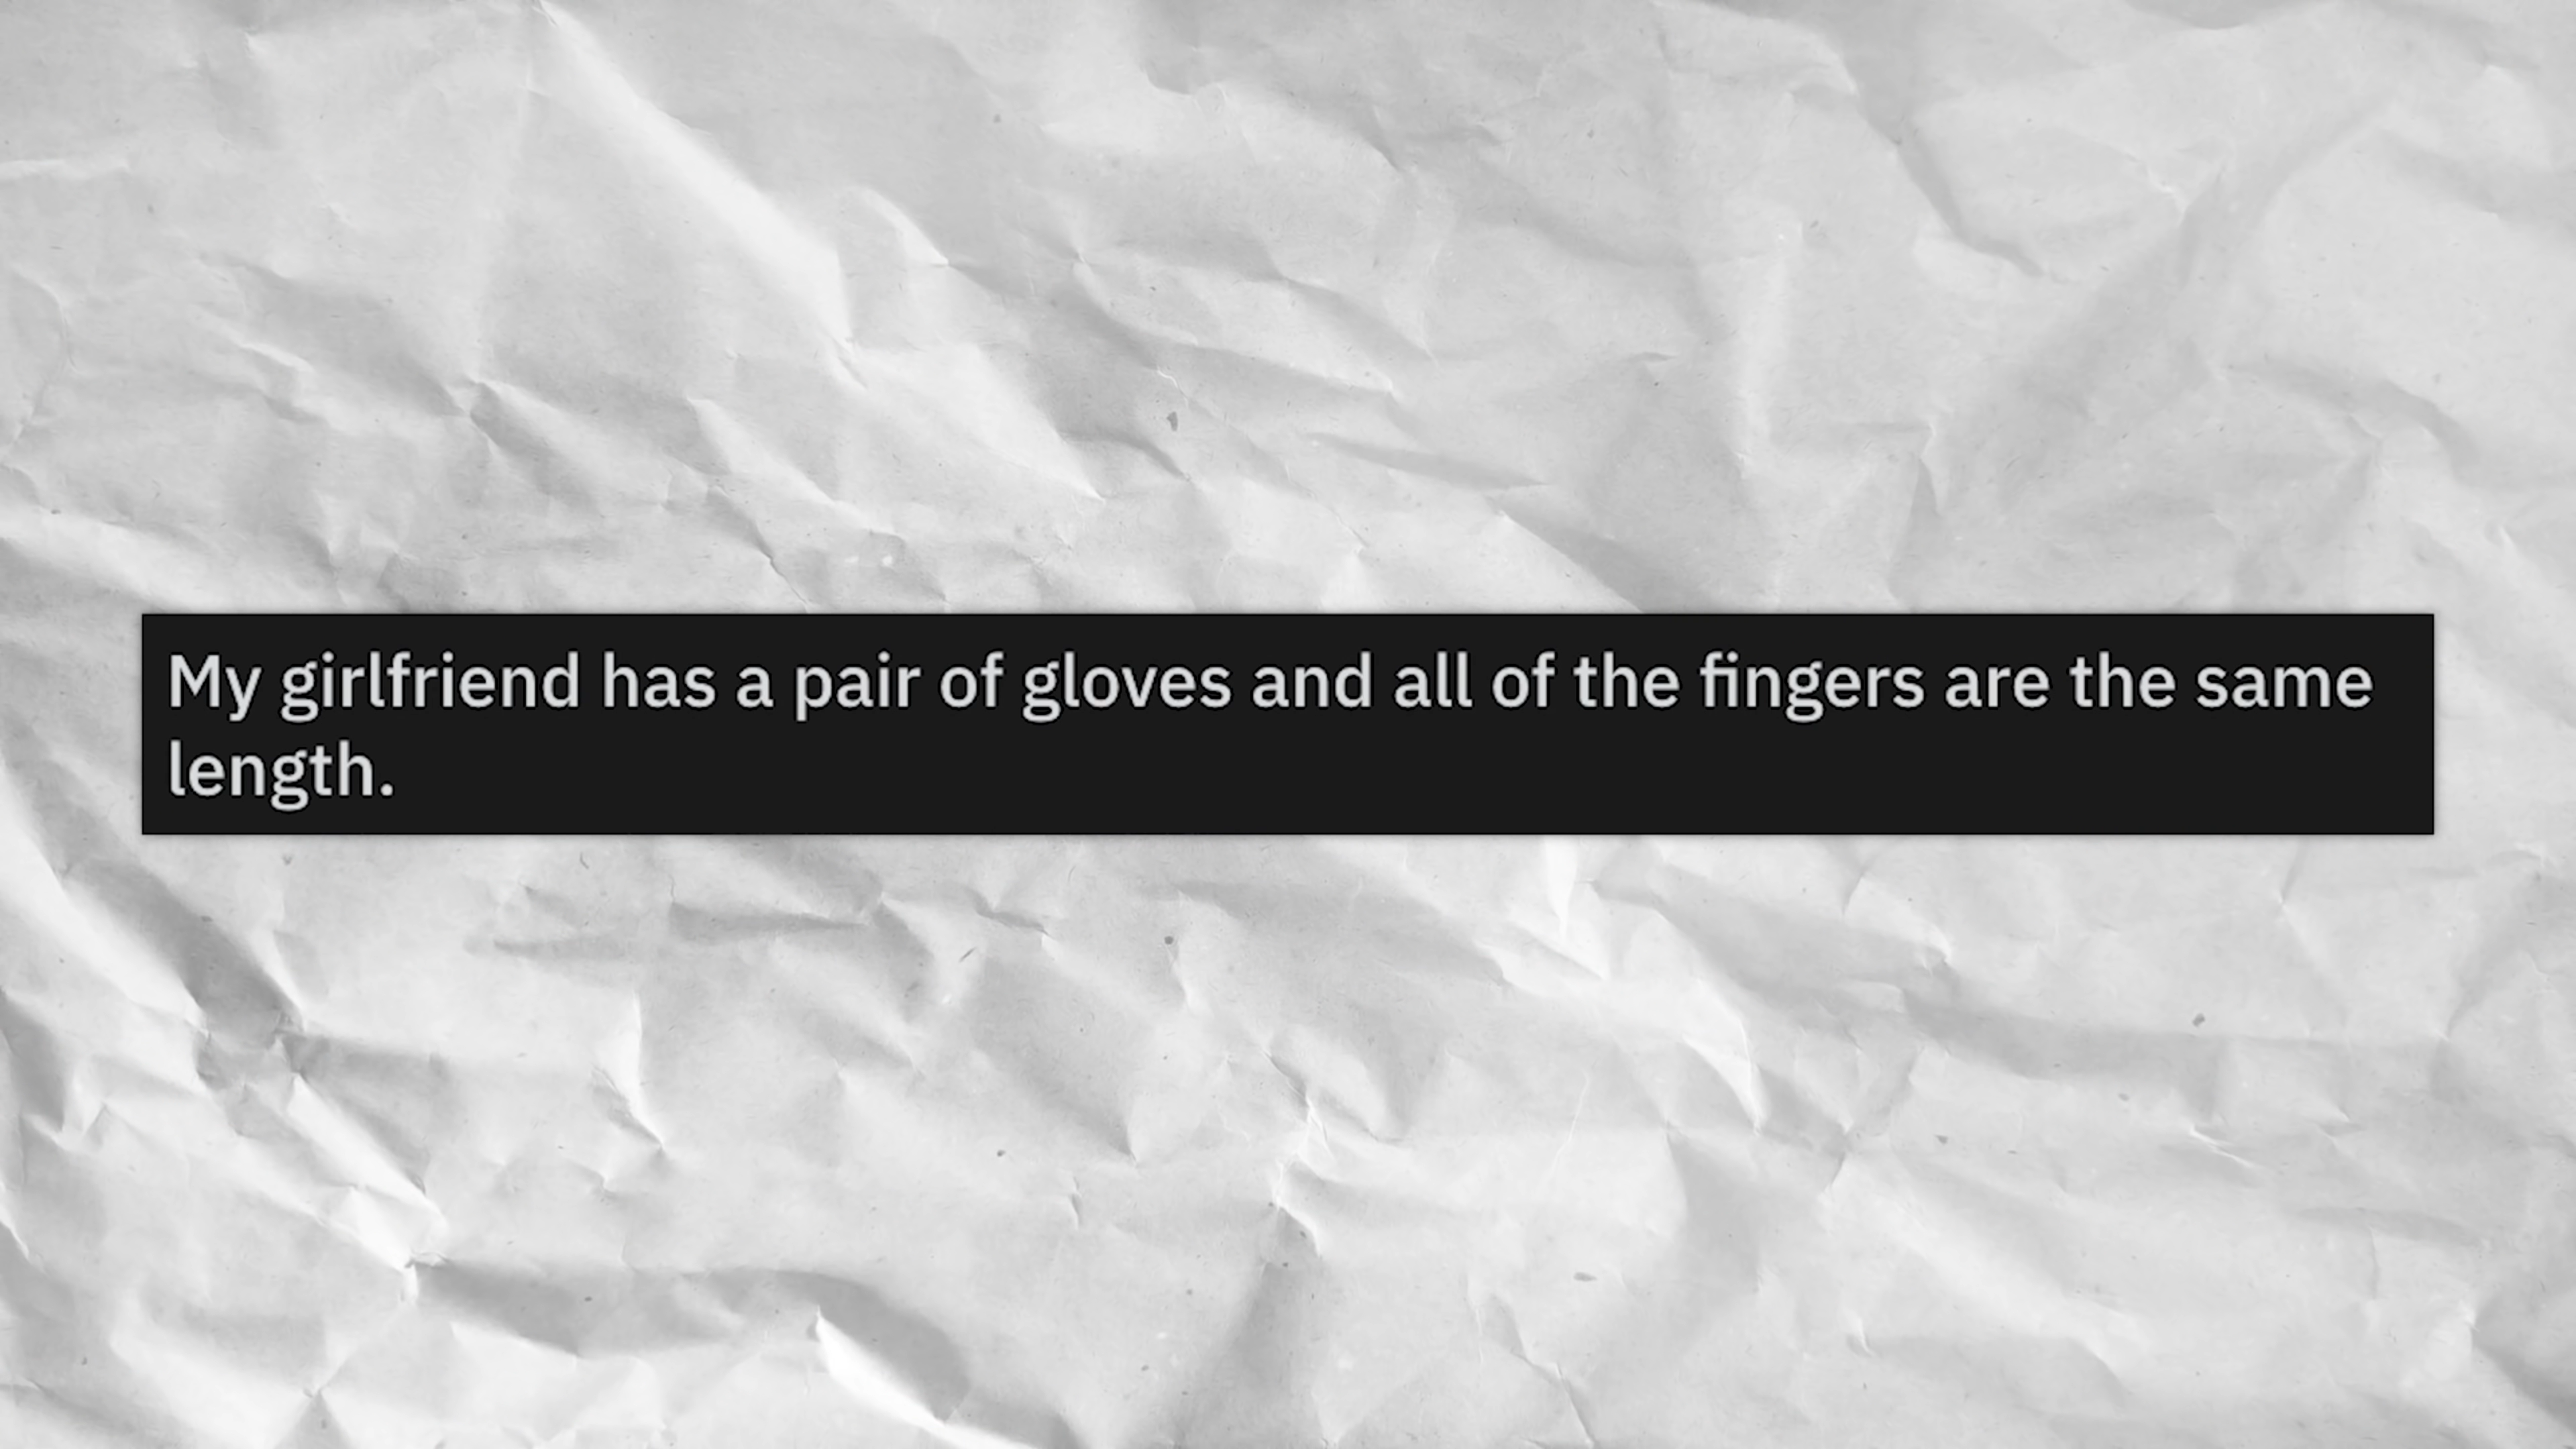 My girlfriend has a pair of gloves and all of the fingers are the same
length.